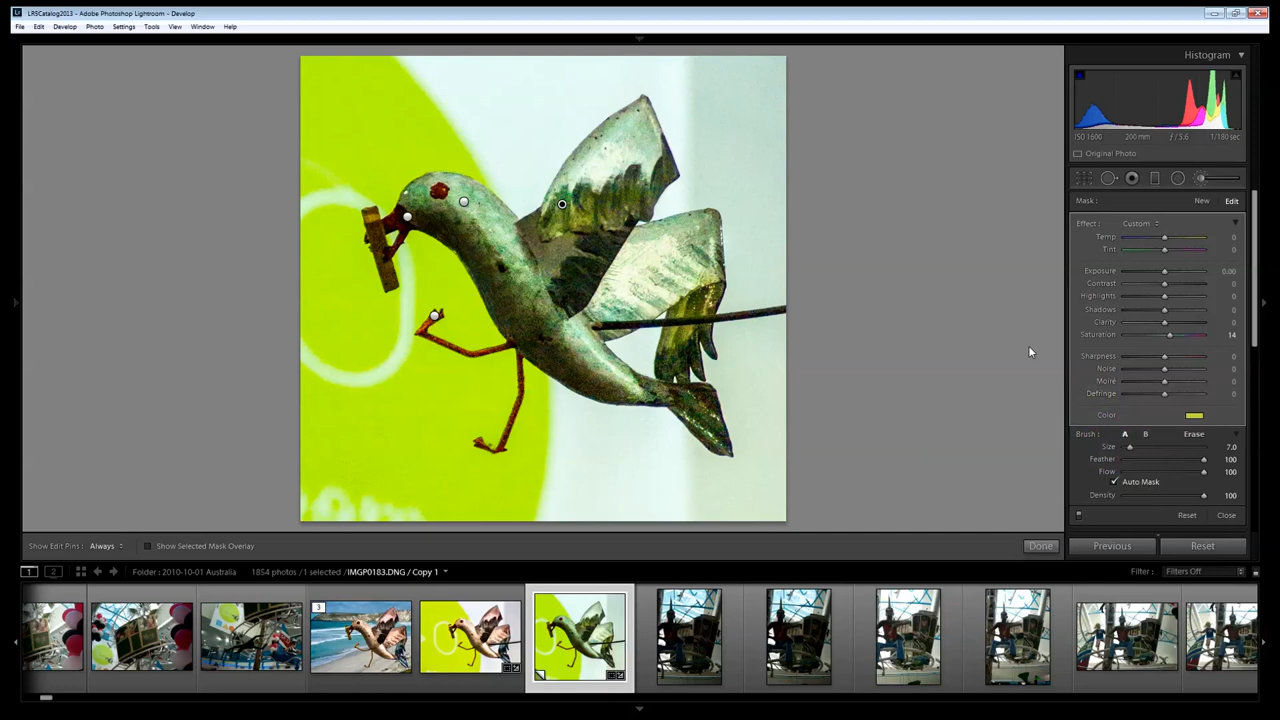 LRSCatalog2013 - Adobe Photoshop Lightroom - Develop
File Edit Develop Photo Settings Tools View Window Help
Histogram
ISO 1600 200 mm f / 5.6 1/180 sec
Original Photo
Mask : New Edit
Effect : Custom
Temp 0
Tint 0
Exposure 0.00
Contrast 0
Highlights 0
Shadows 0
Clarity 0
Saturation 14
Sharpness 0
Noise 0
Moiré 0
Defringe 0
Color
Brush : A B Erase
Size 7.0
Feather 100
Flow 100
Auto Mask
Density 100
Reset Close
Show Edit Pins : Always Show Selected Mask Overlay Done Previous Reset
1 2 Folder : 2010-10-01 Australia 1854 photos / 1 selected / IMGP0183.DNG / Copy 1 Filter : Filters Off
3